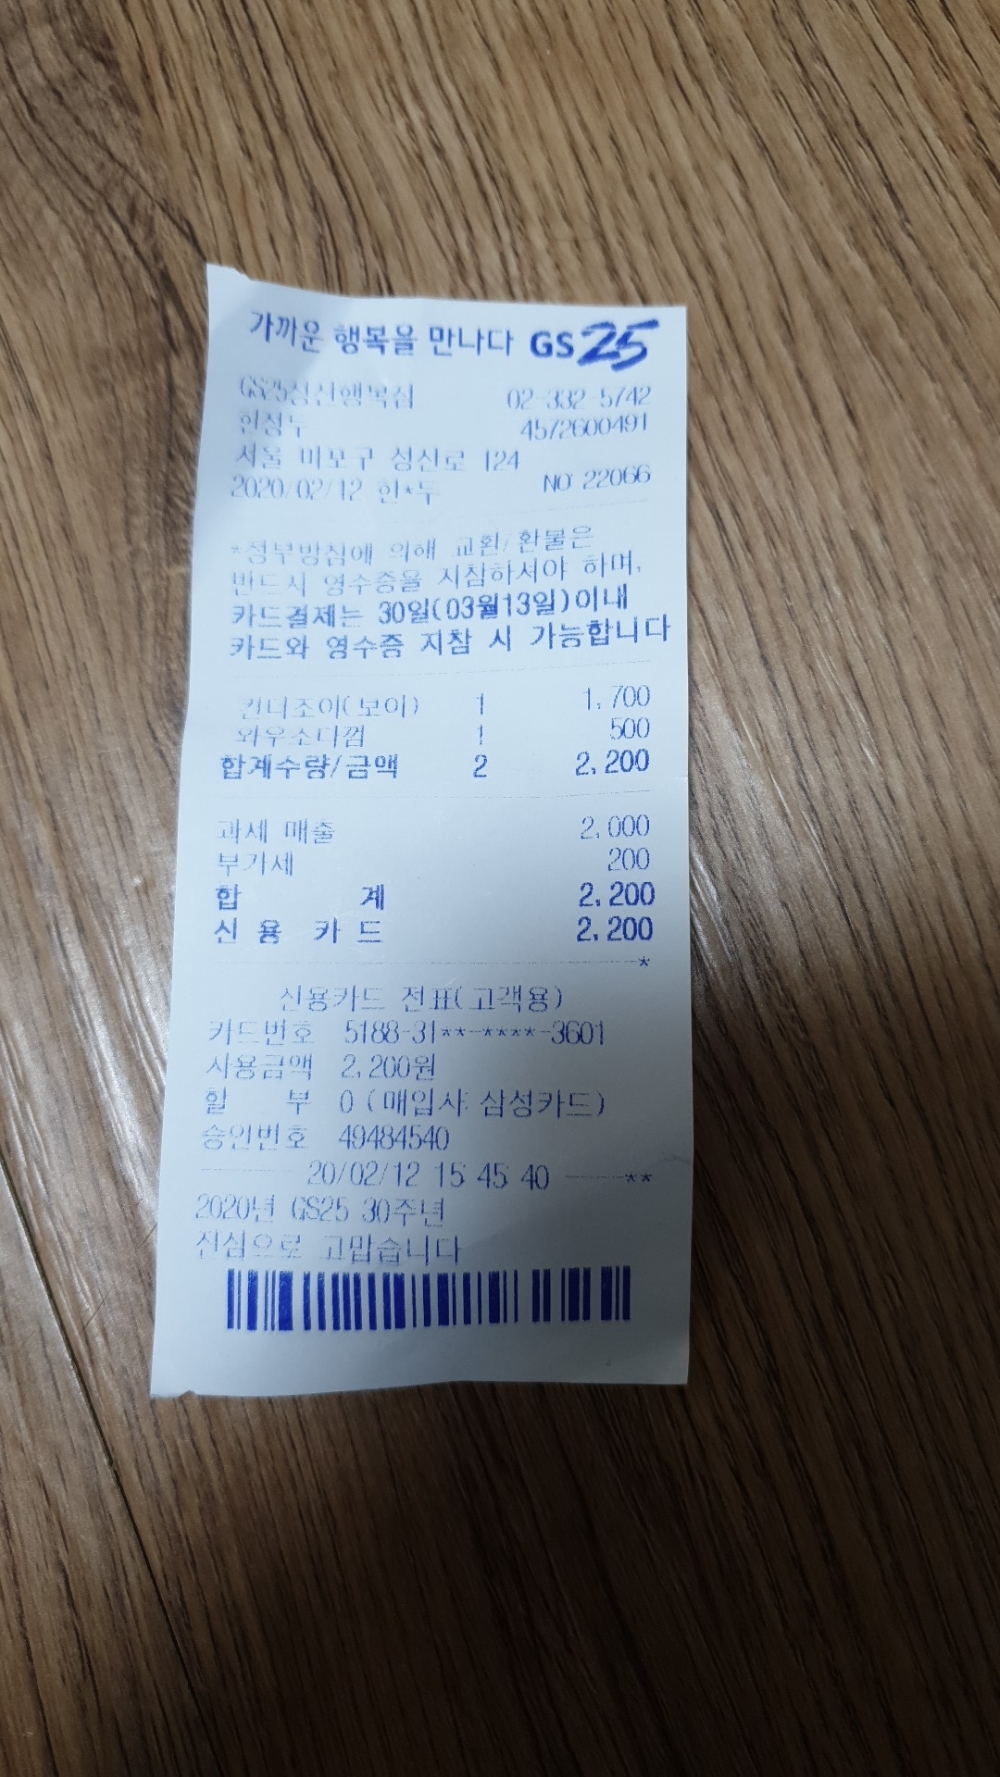 가까운 행복을 만나다 GS25
GS25성산행복점 02-332-5742
4572600491
서울 마포구 성산로 124
2020/02/12 한*두 NO: 22066
*정부방침에 의해 교환/환불은
반드시 영수증을 지참하셔야 하며,
카드결제는 30일(03월13일)이내
카드와 영수증 지참 시 가능합니다
킨더조이(보이) 1 1,700
와우소다껌 1 500
합계수량/금액 2 2,200
과세 매출 2,000
부가세 200
합 계 2,200
신 용 카 드 2,200
*
신용카드 전표(고객용)
카드번호 5188-31**-****-3601
사용금액 2,200원
할 부 0 (매입사: 삼성카드)
승인번호 49484540
20/02/12 15:45:40 **
2020년 GS25 30주년
진심으로 고맙습니다